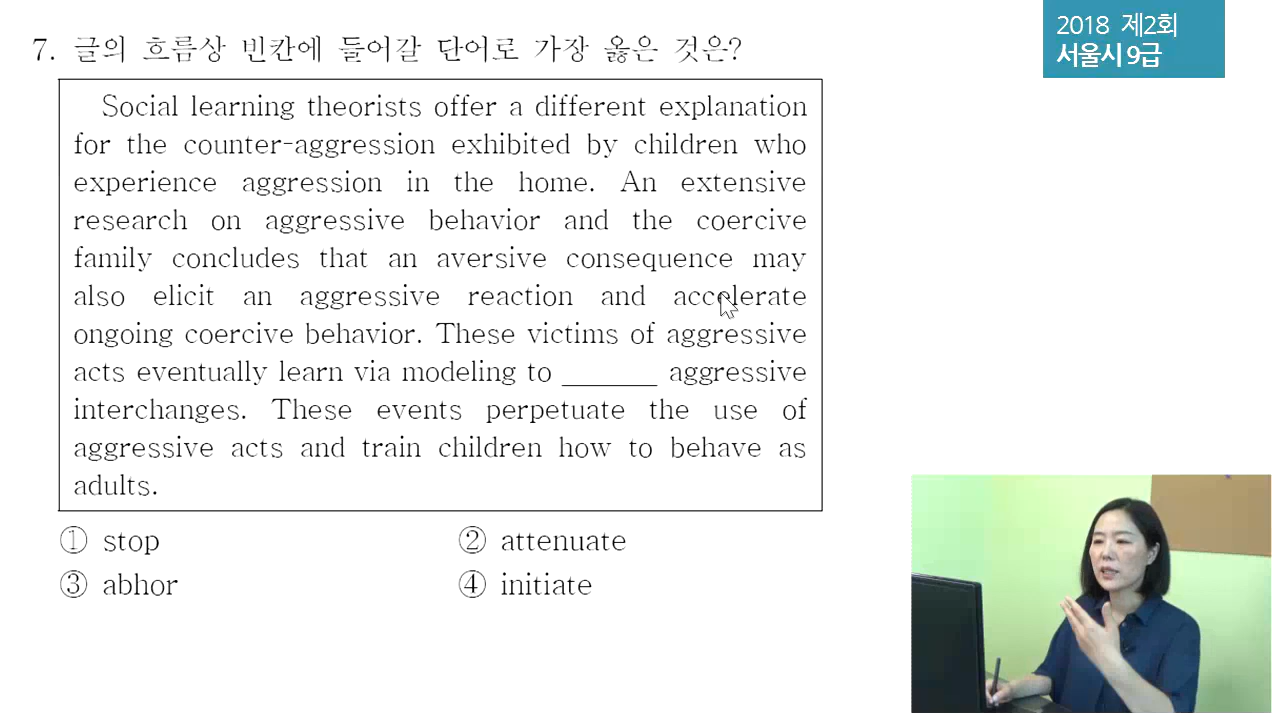 7. 글의 흐름상 빈칸에 들어갈 단어로 가장 옳은 것은?
2018 제2회
서울시 9급
Social learning theorists offer a different explanation
for the counter-aggression exhibited by children who
experience aggression in the home. An extensive
research on aggressive behavior and the coercive
family concludes that an aversive consequence may
also elicit an aggressive reaction and accelerate
ongoing coercive behavior. These victims of aggressive
acts eventually learn via modeling to ______ aggressive
interchanges. These events perpetuate the use of
aggressive acts and train children how to behave as
adults.
① stop
② attenuate
③ abhor
④ initiate